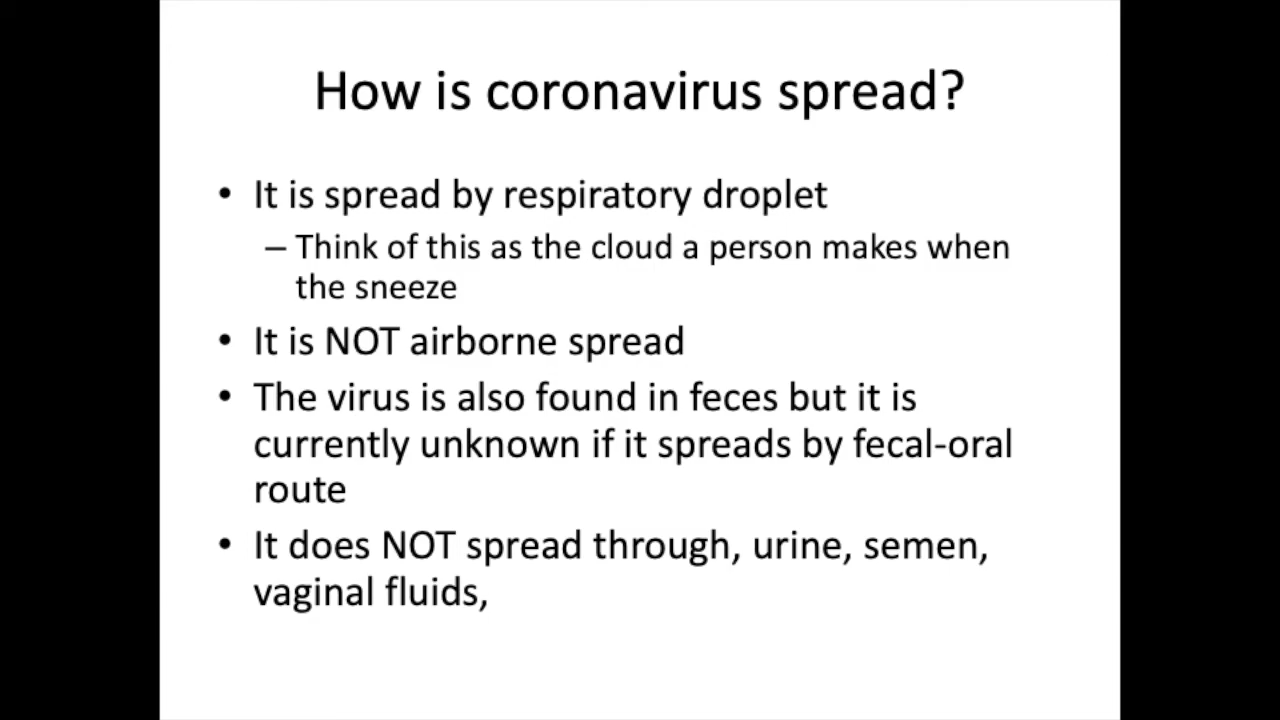 How is coronavirus spread?
• It is spread by respiratory droplet
– Think of this as the cloud a person makes when
the sneeze
• It is NOT airborne spread
• The virus is also found in feces but it is
currently unknown if it spreads by fecal-oral
route
• It does NOT spread through, urine, semen,
vaginal fluids,